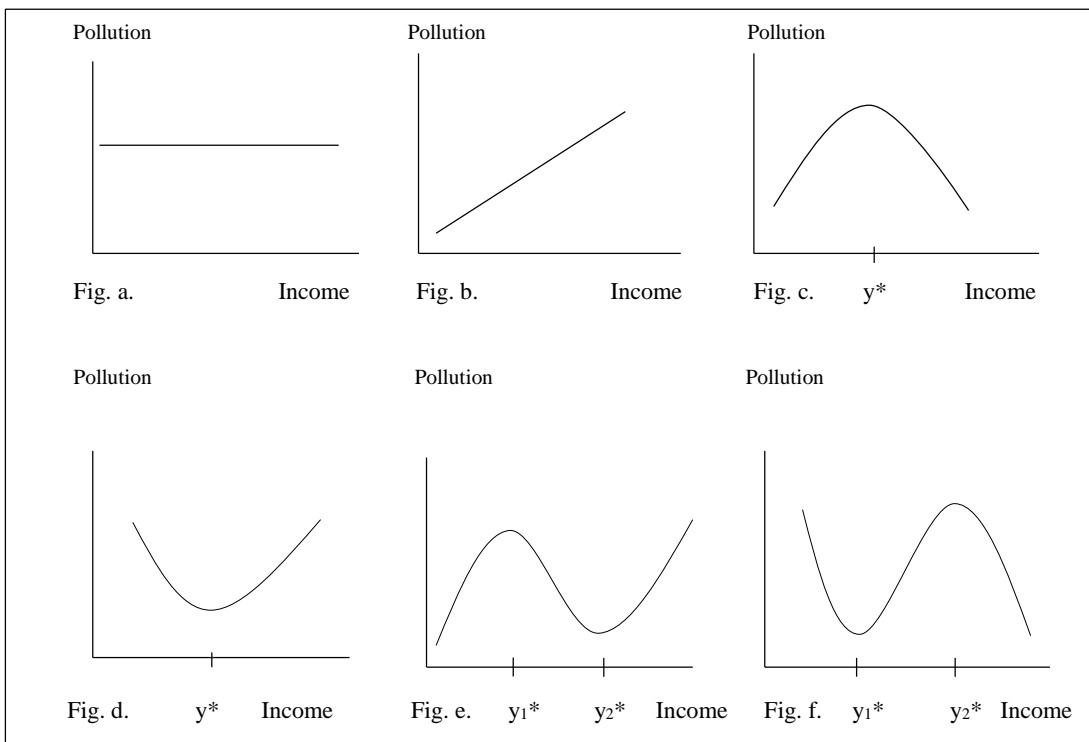 Pollution
Pollution
Pollution
Fig. a. Income
Fig. b. Income
Fig. c. y* Income
Pollution
Pollution
Pollution
Fig. d. y* Income
Fig. e. y₁* y₂* Income
Fig. f. y₁* y₂* Income